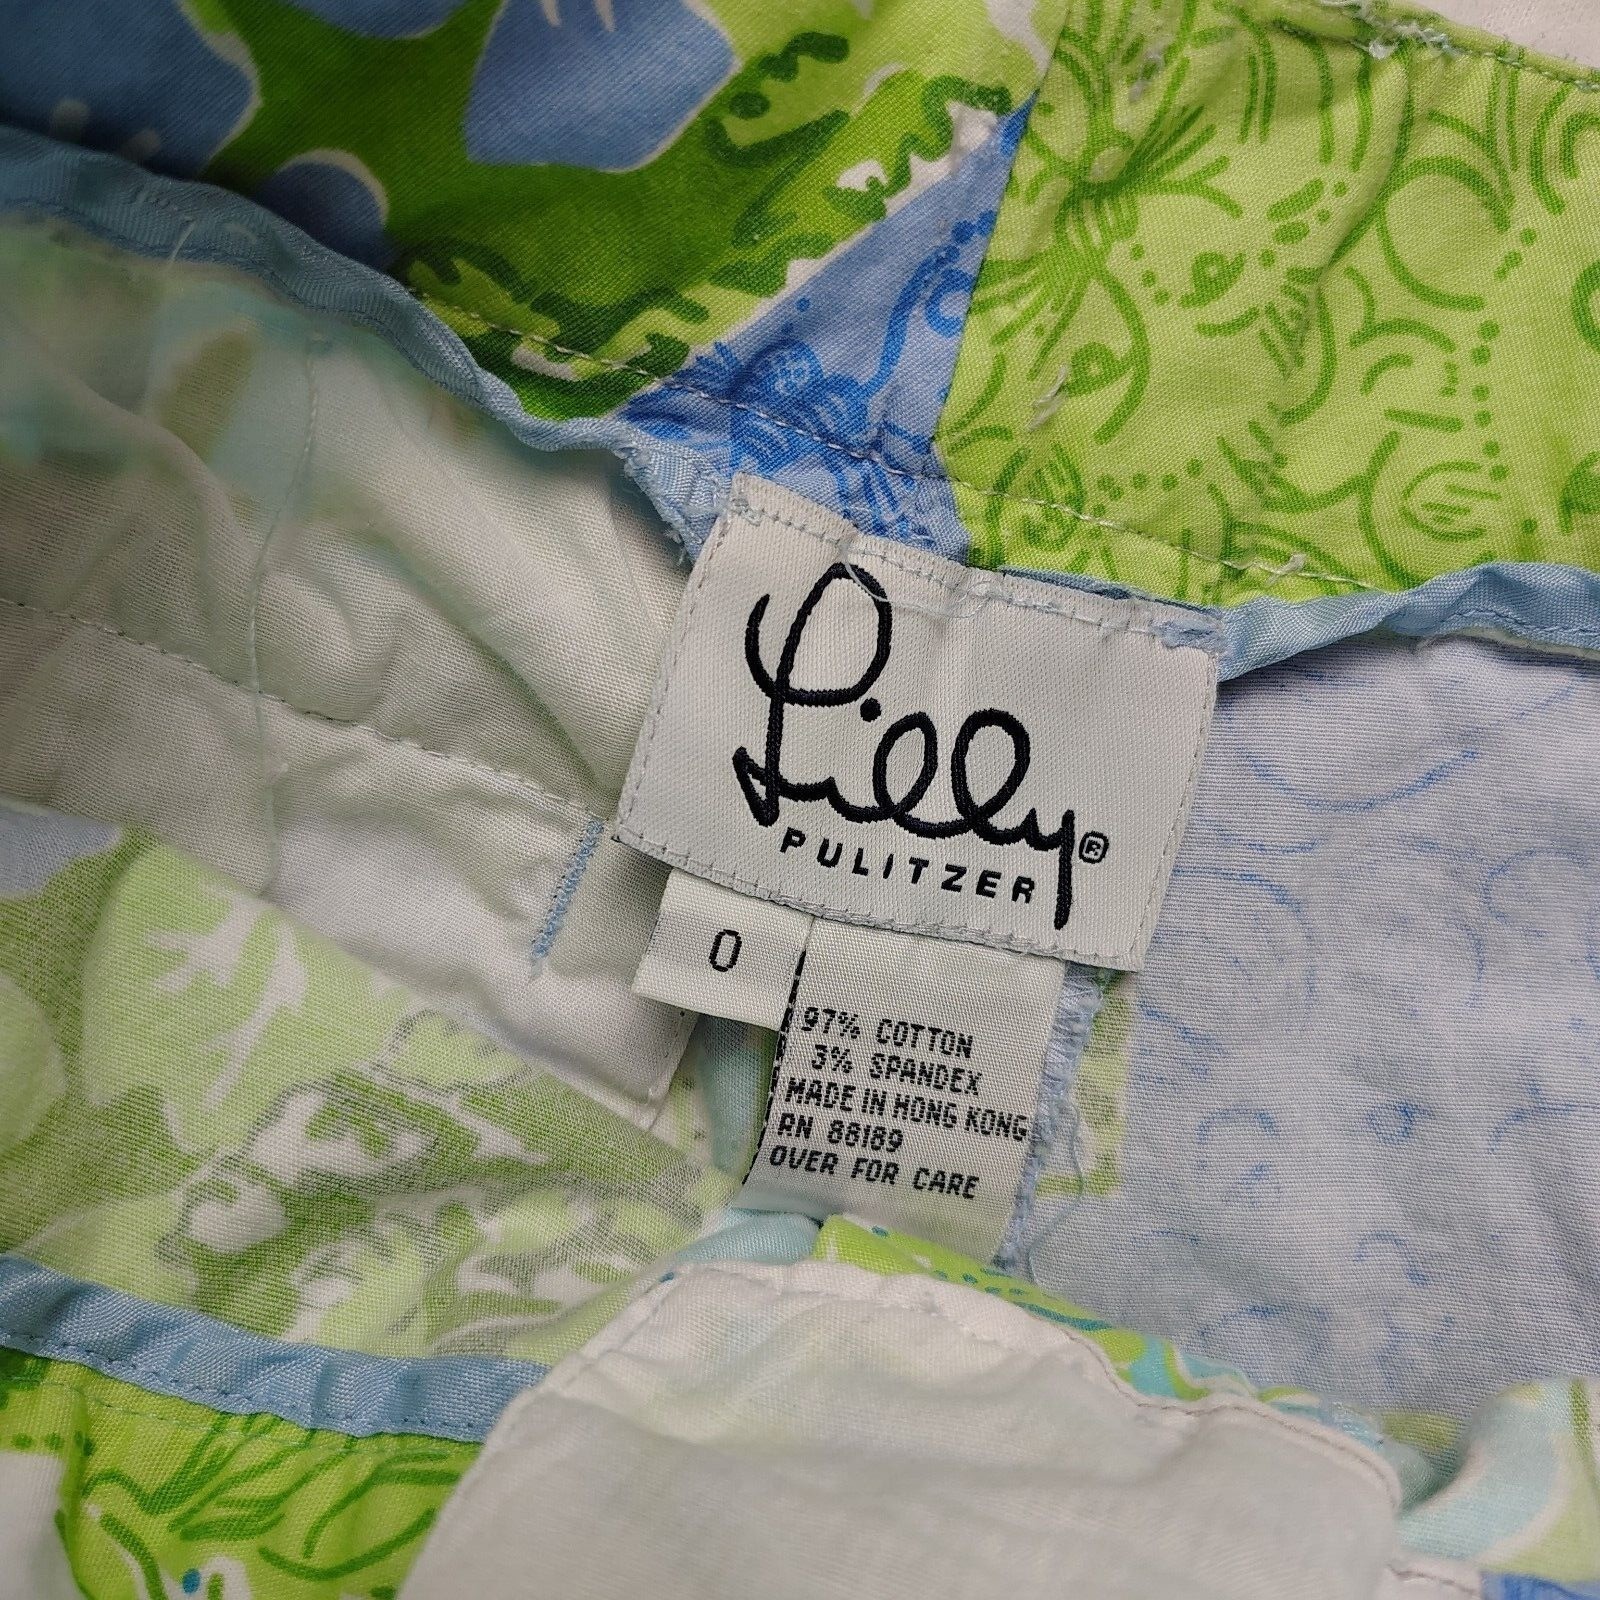 Lilly®
PULITZER
0
97% COTTON
3% SPANDEX
MADE IN HONG KONG
RN 88189
OVER FOR CARE